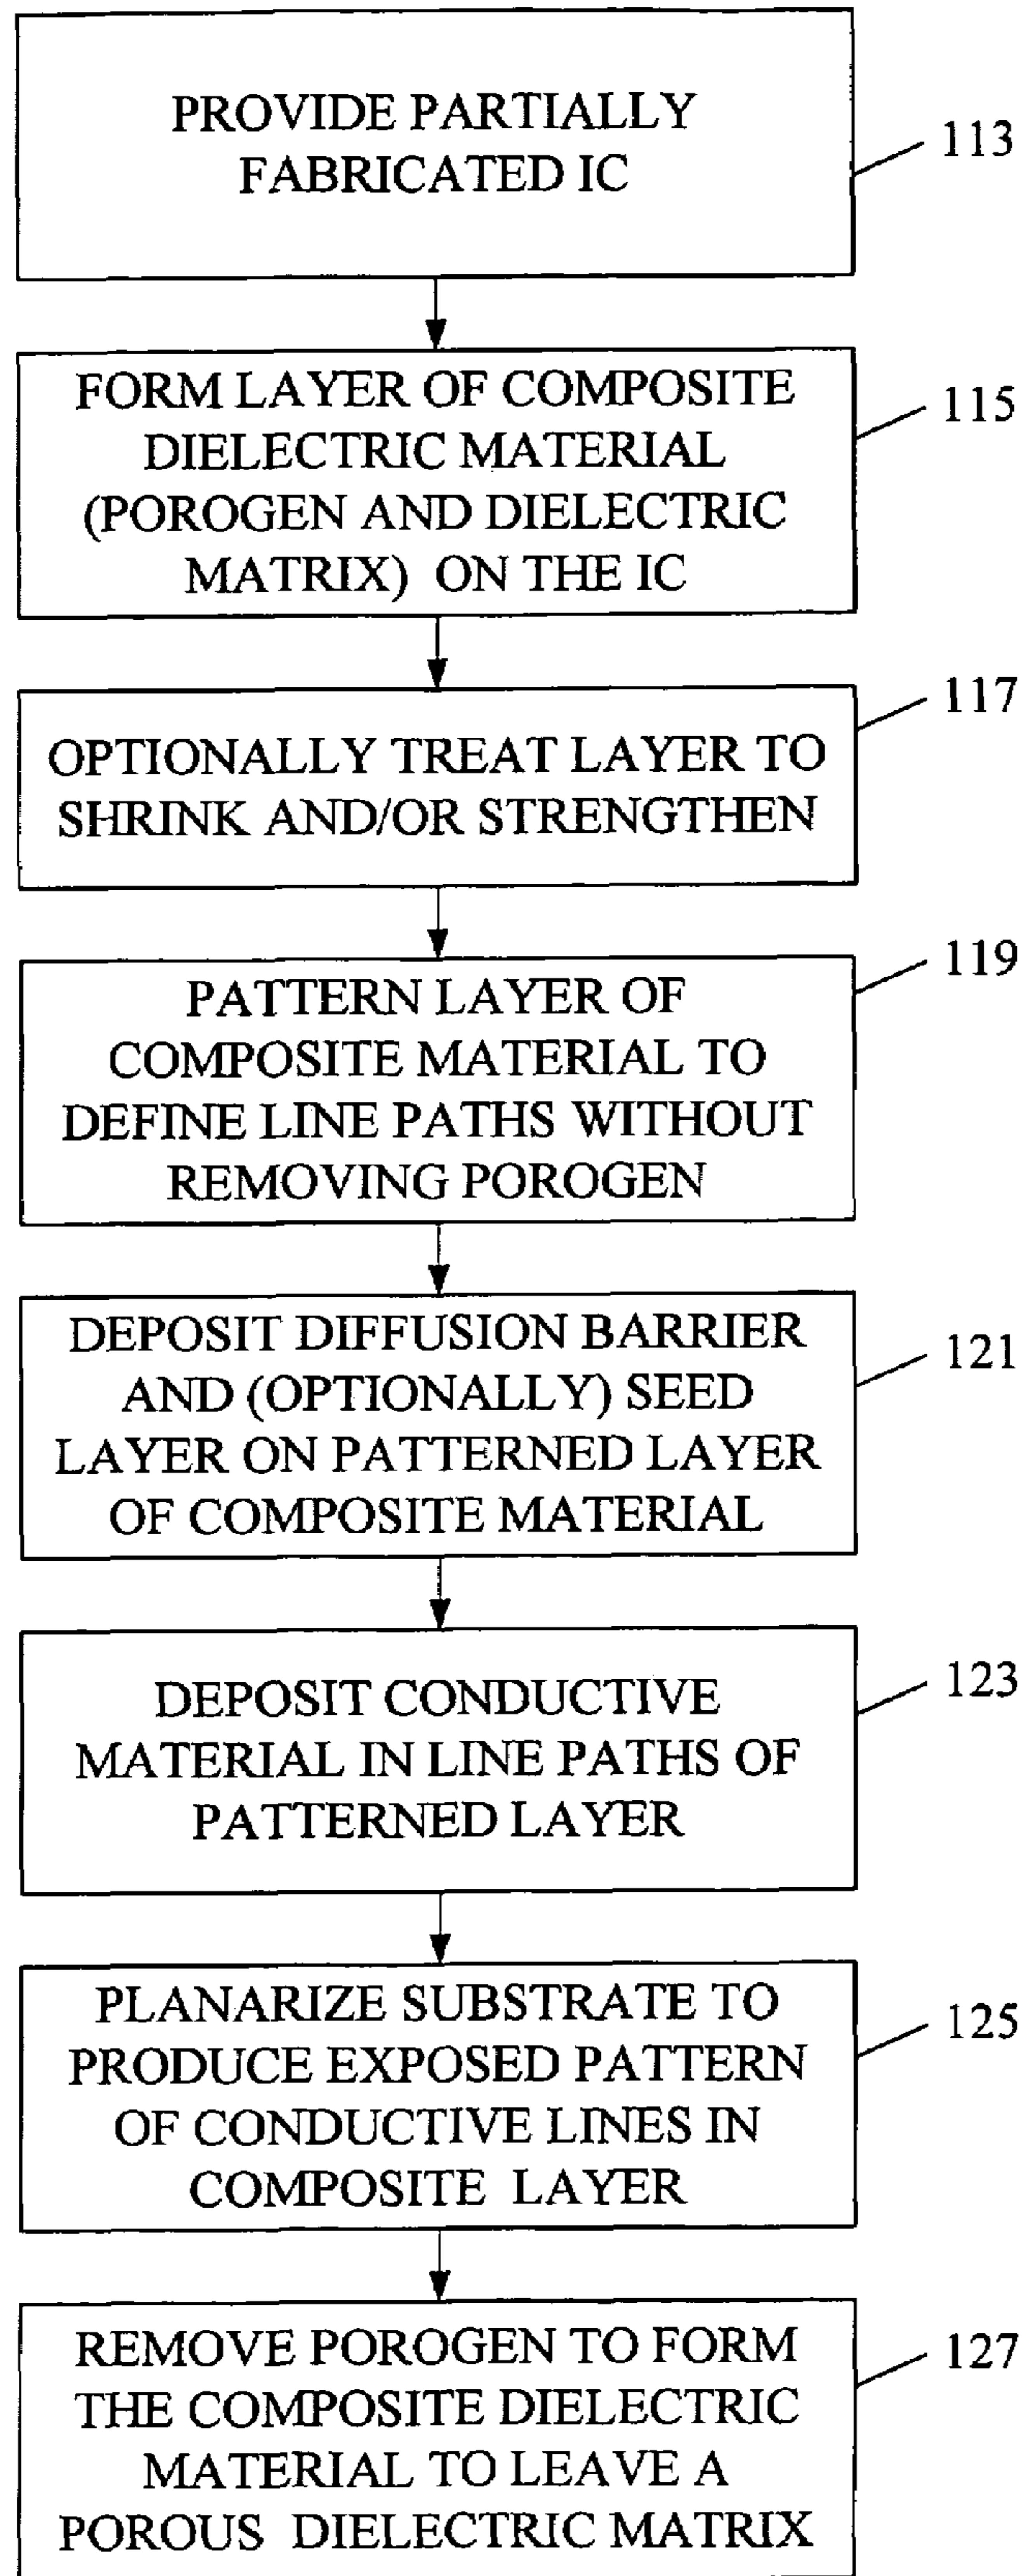 PROVIDE PARTIALLY
FABRICATED IC
113
FORM LAYER OF COMPOSITE
DIELECTRIC MATERIAL
(POROGEN AND DIELECTRIC
MATRIX) ON THE IC
115
OPTIONALLY TREAT LAYER TO
SHRINK AND/OR STRENGTHEN
117
PATTERN LAYER OF
COMPOSITE MATERIAL TO
DEFINE LINE PATHS WITHOUT
REMOVING POROGEN
119
DEPOSIT DIFFUSION BARRIER
AND (OPTIONALLY) SEED
LAYER ON PATTERNED LAYER
OF COMPOSITE MATERIAL
121
DEPOSIT CONDUCTIVE
MATERIAL IN LINE PATHS OF
PATTERNED LAYER
123
PLANARIZE SUBSTRATE TO
PRODUCE EXPOSED PATTERN
OF CONDUCTIVE LINES IN
COMPOSITE LAYER
125
REMOVE POROGEN TO FORM
THE COMPOSITE DIELECTRIC
MATERIAL TO LEAVE A
POROUS DIELECTRIC MATRIX
127